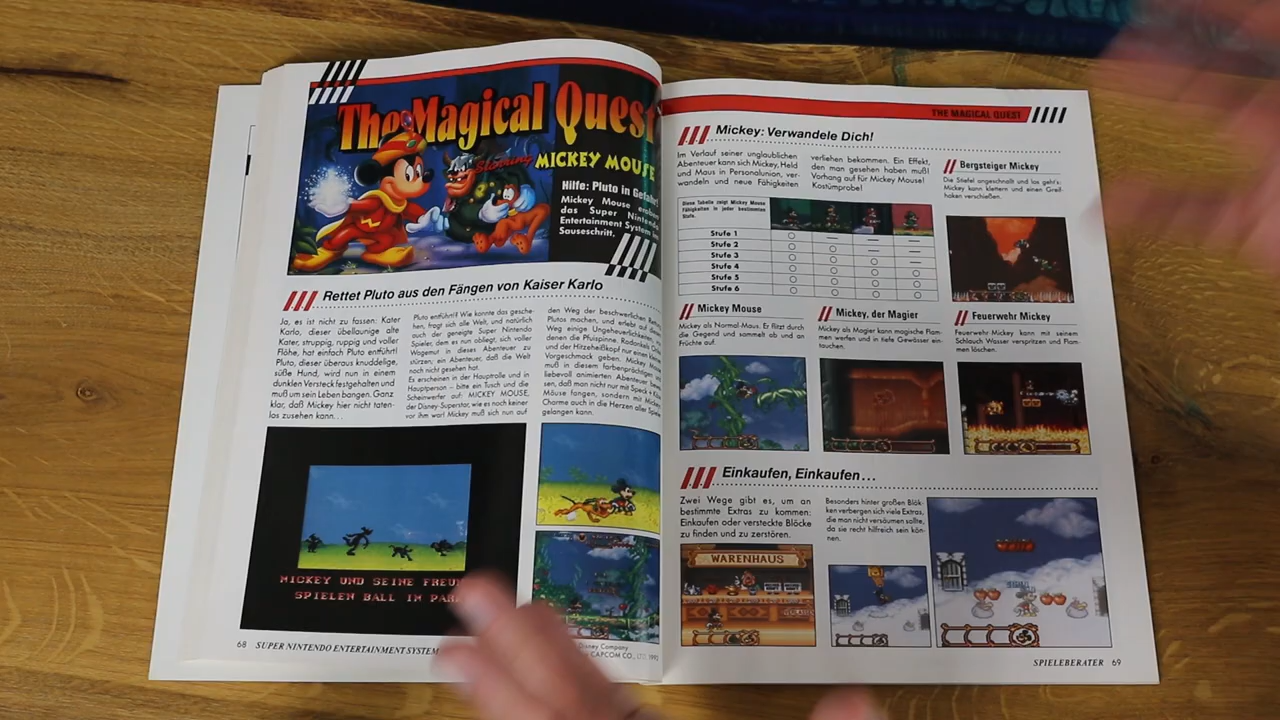 The Magical Quest
Starring MICKEY MOUSE
Hilfe: Pluto in Gefahr!
Mickey Mouse
das Super Nintendo
Entertainment System im
Sauseschritt.
Rettet Pluto aus den Fängen von Kaiser Karlo
Ja, es ist nicht zu fassen: Kater
Karlo, dieser übellaunige alte
Kater, struppig, ruppig und voller
Flöhe, hat einfach Pluto entführt!
Pluto, dieser überaus knuddelige,
süße Hund, wird nun in einem
dunklen Versteck festgehalten und
muß um sein Leben bangen. Ganz
klar, daß Mickey hier nicht taten-
los zusehen kann...
Pluto entführt! Wie konnte das gesche-
hen, fragt sich alle Welt, und natürlich
auch der geneigte Super Nintendo
Spieler, dem es nun obliegt, sich voller
Wagemut in dieses Abenteuer zu
stürzen; ein Abenteuer, daß die Welt
noch nicht gesehen hat.
Es erscheinen in der Hauptrolle und in
Hauptperson – bitte ein Tusch und die
Scheinwerfer auf: MICKEY MOUSE,
der Disney-Superstar, wie es noch keiner
vor ihm war! Mickey muß sich nun auf
den Weg der beschwerlichen
Plutos machen, und erlebt auf
Weg einige Ungeheuerlichkeiten,
denen die Pluispinne,
und der Hitzeheißkopf nur einen
Vorgeschmack geben. Mickey
muß in diesem farbenprächtigen
liebevoll animierten Abenteuer
sen, daß man nicht nur mit Speck
Mäuse fangen, sondern mit
Charme auch in die Herzen aller
gelangen kann.
MICKEY UND SEINE
SPIELEN BALL IM
Disney Company
CAPCOM CO., LTD.
68 SUPER NINTENDO ENTERTAINMENT SYSTEM
THE MAGICAL QUEST
Mickey: Verwandele Dich!
Im Verlauf seiner unglaublichen
Abenteuer kann sich Mickey, Held
und Maus in Personalunion, ver-
wandeln und neue Fähigkeiten
verliehen bekommen. Ein Effekt,
den man gesehen haben muß!
Vorhang auf für Mickey Mouse!
Kostümprobe!
Bergsteiger Mickey
Die Stiefel angeschnallt und los geht's:
Mickey kann klettern und einen Greif-
haken verschießen.
Diese Tabelle zeigt Mickey Mouse
Fähigkeiten in jeder bestimmten
Stufe.
Stufe 1
Stufe 2
Stufe 3
Stufe 4
Stufe 5
Stufe 6
Mickey Mouse
Mickey als Normal-Maus. Er flitzt durch
die Gegend und sammelt ab und an
Früchte auf.
Mickey, der Magier
Mickey als Magier kann magische Flam-
men werfen und in tiefe Gewässer ein-
tauchen.
Feuerwehr Mickey
Feuerwehr Mickey kann mit seinem
Schlauch Wasser verspritzen und Flam-
men löschen.
Einkaufen, Einkaufen...
Zwei Wege gibt es, um an
bestimmte Extras zu kommen:
Einkaufen oder versteckte Blöcke
zu finden und zu zerstören.
Besonders hinter großen Blök-
ken verbergen sich viele Extras,
die man nicht versäumen sollte,
da sie recht hilfreich sein kön-
nen.
WARENHAUS
SPIELEBERATER 69